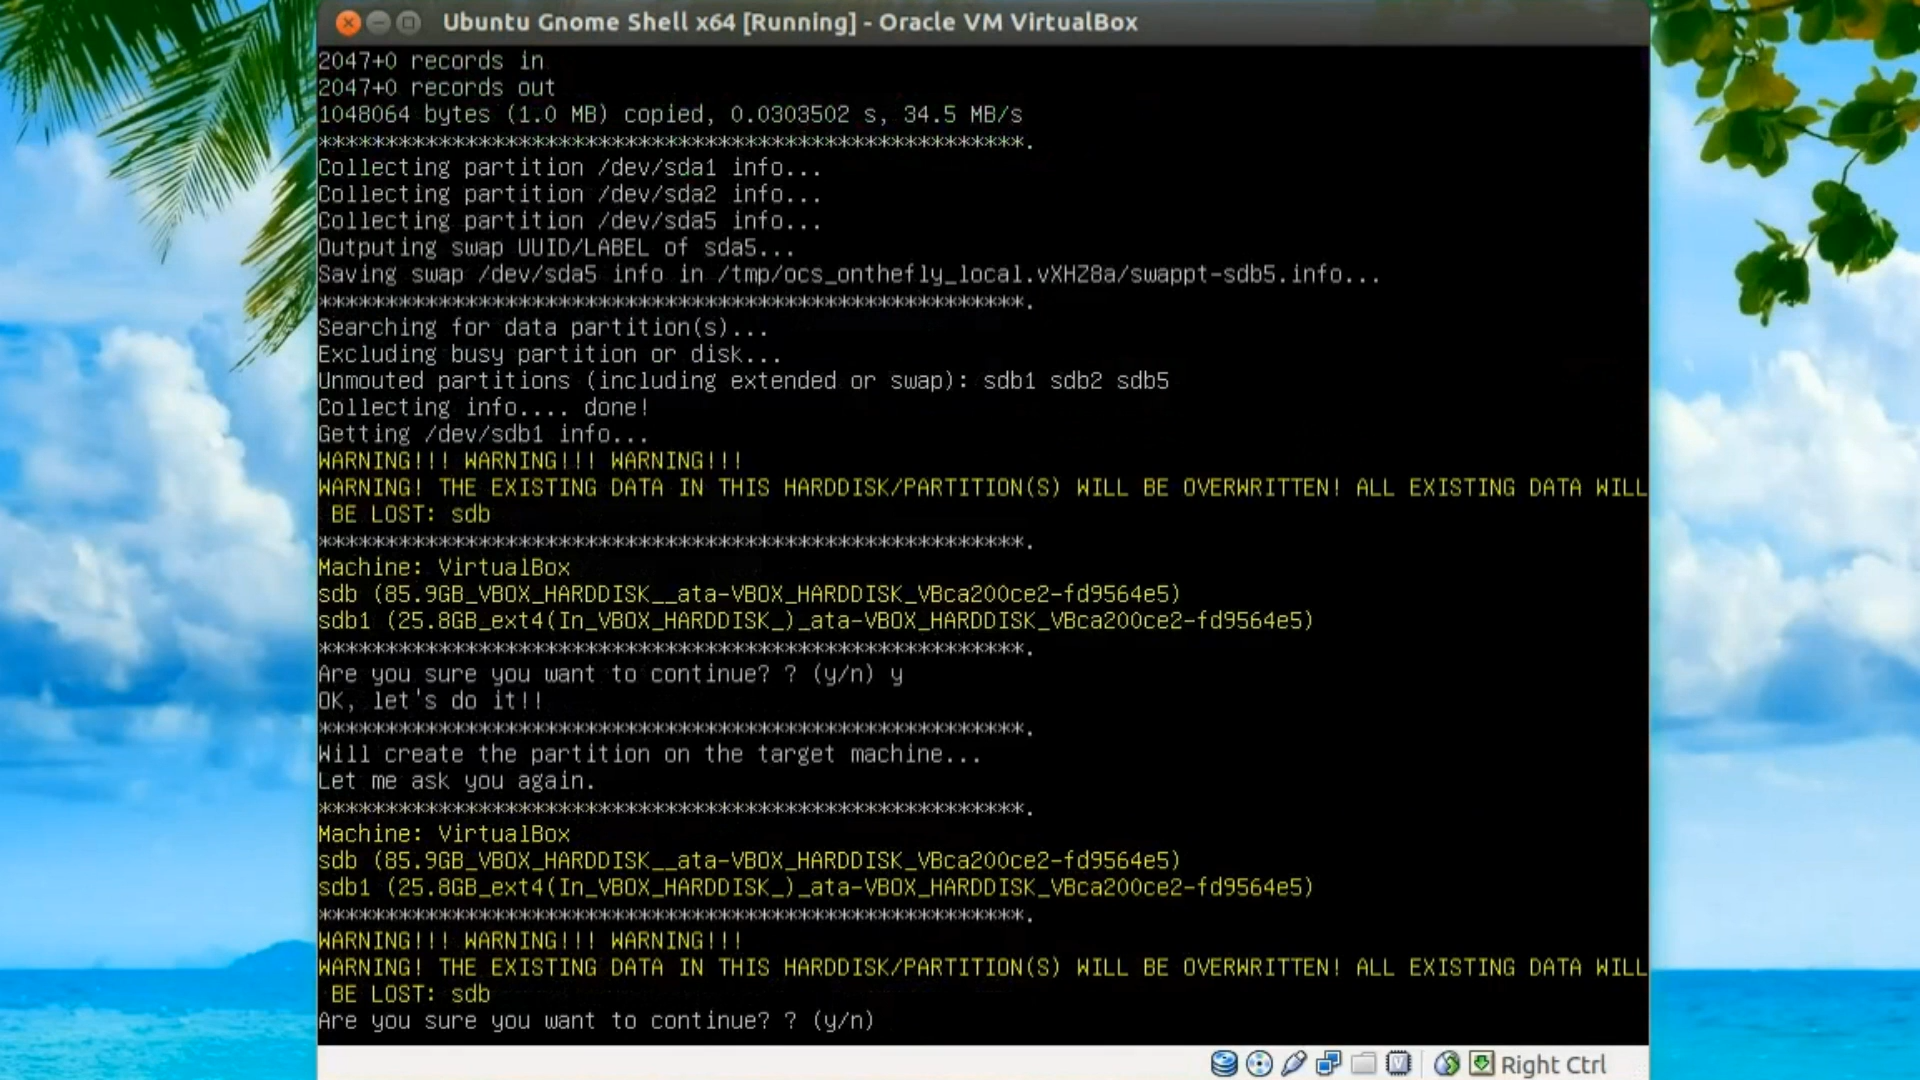 Ubuntu Gnome Shell x64 [Running] - Oracle VM VirtualBox
2047+0 records in
2047+0 records out
1048064 bytes (1.0 MB) copied, 0.0303502 s, 34.5 MB/s
*****************************************************.
Collecting partition /dev/sda1 info...
Collecting partition /dev/sda2 info...
Collecting partition /dev/sda5 info...
Outputing swap UUID/LABEL of sda5...
Saving swap /dev/sda5 info in /tmp/ocs_onthefly_local.vXHZ8a/swappt-sdb5.info...
*****************************************************.
Searching for data partition(s)...
Excluding busy partition or disk...
Unmouted partitions (including extended or swap): sdb1 sdb2 sdb5
Collecting info.... done!
Getting /dev/sdb1 info...
WARNING!!! WARNING!!! WARNING!!!
WARNING! THE EXISTING DATA IN THIS HARDDISK/PARTITION(S) WILL BE OVERWRITTEN! ALL EXISTING DATA WILL
BE LOST: sdb
*****************************************************.
Machine: VirtualBox
sdb (85.9GB_VBOX_HARDDISK__ata-VBOX_HARDDISK_VBca200ce2-fd9564e5)
sdb1 (25.8GB_ext4(In_VBOX_HARDDISK_)_ata-VBOX_HARDDISK_VBca200ce2-fd9564e5)
*****************************************************.
Are you sure you want to continue? ? (y/n) y
OK, let's do it!!
*****************************************************.
Will create the partition on the target machine...
Let me ask you again.
*****************************************************.
Machine: VirtualBox
sdb (85.9GB_VBOX_HARDDISK__ata-VBOX_HARDDISK_VBca200ce2-fd9564e5)
sdb1 (25.8GB_ext4(In_VBOX_HARDDISK_)_ata-VBOX_HARDDISK_VBca200ce2-fd9564e5)
*****************************************************.
WARNING!!! WARNING!!! WARNING!!!
WARNING! THE EXISTING DATA IN THIS HARDDISK/PARTITION(S) WILL BE OVERWRITTEN! ALL EXISTING DATA WILL
BE LOST: sdb
Are you sure you want to continue? ? (y/n)
Right Ctrl